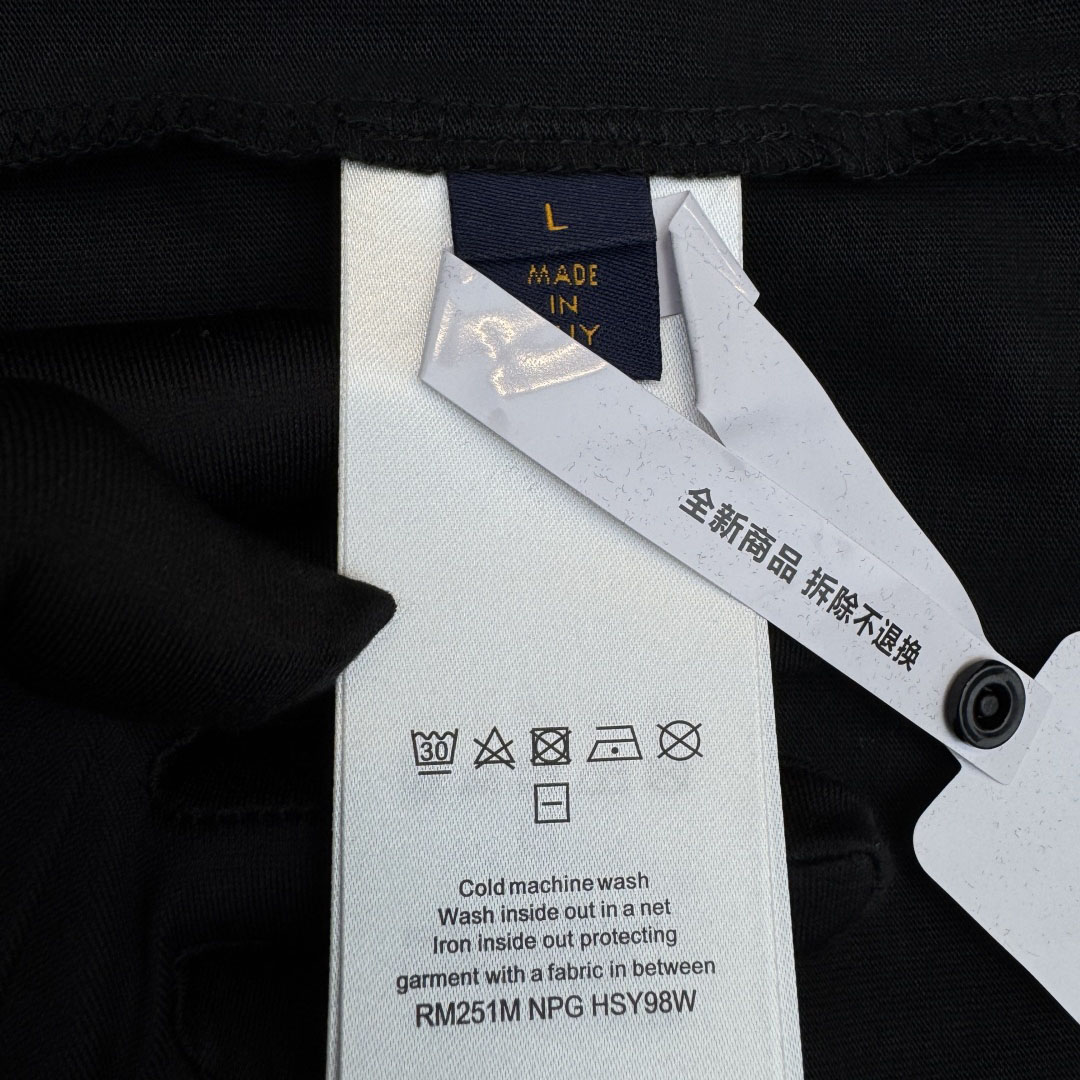 L
MADE
IN
全新商品 拆除不退换
30
Cold machine wash
Wash inside out in a net
Iron inside out protecting
garment with a fabric in between
RM251M NPG HSY98W